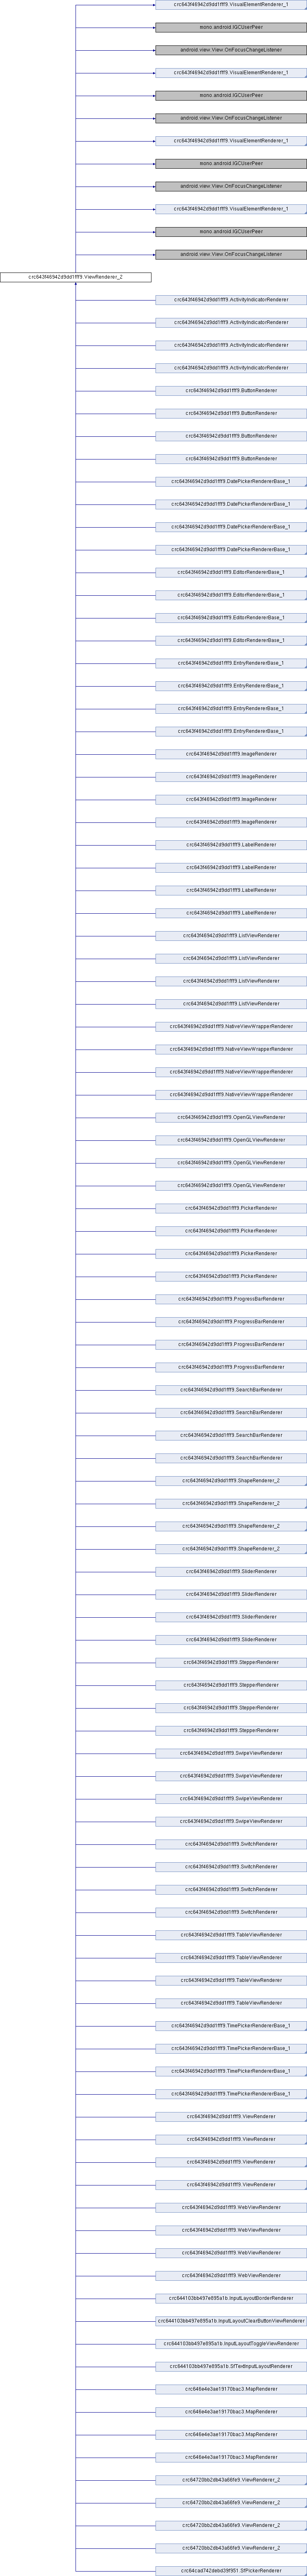 crc643f46942d9dd1fff9.VisualElementRenderer_1
mono.android.IGCUserPeer
android.view.View.OnFocusChangeListener
crc643f46942d9dd1fff9.VisualElementRenderer_1
mono.android.IGCUserPeer
android.view.View.OnFocusChangeListener
crc643f46942d9dd1fff9.VisualElementRenderer_1
mono.android.IGCUserPeer
android.view.View.OnFocusChangeListener
crc643f46942d9dd1fff9.VisualElementRenderer_1
mono.android.IGCUserPeer
android.view.View.OnFocusChangeListener
crc643f46942d9dd1fff9.ViewRenderer_2
crc643f46942d9dd1fff9.ActivityIndicatorRenderer
crc643f46942d9dd1fff9.ActivityIndicatorRenderer
crc643f46942d9dd1fff9.ActivityIndicatorRenderer
crc643f46942d9dd1fff9.ActivityIndicatorRenderer
crc643f46942d9dd1fff9.ButtonRenderer
crc643f46942d9dd1fff9.ButtonRenderer
crc643f46942d9dd1fff9.ButtonRenderer
crc643f46942d9dd1fff9.ButtonRenderer
crc643f46942d9dd1fff9.DatePickerRendererBase_1
crc643f46942d9dd1fff9.DatePickerRendererBase_1
crc643f46942d9dd1fff9.DatePickerRendererBase_1
crc643f46942d9dd1fff9.DatePickerRendererBase_1
crc643f46942d9dd1fff9.EditorRendererBase_1
crc643f46942d9dd1fff9.EditorRendererBase_1
crc643f46942d9dd1fff9.EditorRendererBase_1
crc643f46942d9dd1fff9.EditorRendererBase_1
crc643f46942d9dd1fff9.EntryRendererBase_1
crc643f46942d9dd1fff9.EntryRendererBase_1
crc643f46942d9dd1fff9.EntryRendererBase_1
crc643f46942d9dd1fff9.EntryRendererBase_1
crc643f46942d9dd1fff9.ImageRenderer
crc643f46942d9dd1fff9.ImageRenderer
crc643f46942d9dd1fff9.ImageRenderer
crc643f46942d9dd1fff9.ImageRenderer
crc643f46942d9dd1fff9.LabelRenderer
crc643f46942d9dd1fff9.LabelRenderer
crc643f46942d9dd1fff9.LabelRenderer
crc643f46942d9dd1fff9.LabelRenderer
crc643f46942d9dd1fff9.ListViewRenderer
crc643f46942d9dd1fff9.ListViewRenderer
crc643f46942d9dd1fff9.ListViewRenderer
crc643f46942d9dd1fff9.ListViewRenderer
crc643f46942d9dd1fff9.NativeViewWrapperRenderer
crc643f46942d9dd1fff9.NativeViewWrapperRenderer
crc643f46942d9dd1fff9.NativeViewWrapperRenderer
crc643f46942d9dd1fff9.NativeViewWrapperRenderer
crc643f46942d9dd1fff9.OpenGLViewRenderer
crc643f46942d9dd1fff9.OpenGLViewRenderer
crc643f46942d9dd1fff9.OpenGLViewRenderer
crc643f46942d9dd1fff9.OpenGLViewRenderer
crc643f46942d9dd1fff9.PickerRenderer
crc643f46942d9dd1fff9.PickerRenderer
crc643f46942d9dd1fff9.PickerRenderer
crc643f46942d9dd1fff9.PickerRenderer
crc643f46942d9dd1fff9.ProgressBarRenderer
crc643f46942d9dd1fff9.ProgressBarRenderer
crc643f46942d9dd1fff9.ProgressBarRenderer
crc643f46942d9dd1fff9.ProgressBarRenderer
crc643f46942d9dd1fff9.SearchBarRenderer
crc643f46942d9dd1fff9.SearchBarRenderer
crc643f46942d9dd1fff9.SearchBarRenderer
crc643f46942d9dd1fff9.SearchBarRenderer
crc643f46942d9dd1fff9.ShapeRenderer_2
crc643f46942d9dd1fff9.ShapeRenderer_2
crc643f46942d9dd1fff9.ShapeRenderer_2
crc643f46942d9dd1fff9.ShapeRenderer_2
crc643f46942d9dd1fff9.SliderRenderer
crc643f46942d9dd1fff9.SliderRenderer
crc643f46942d9dd1fff9.SliderRenderer
crc643f46942d9dd1fff9.SliderRenderer
crc643f46942d9dd1fff9.StepperRenderer
crc643f46942d9dd1fff9.StepperRenderer
crc643f46942d9dd1fff9.StepperRenderer
crc643f46942d9dd1fff9.StepperRenderer
crc643f46942d9dd1fff9.SwipeViewRenderer
crc643f46942d9dd1fff9.SwipeViewRenderer
crc643f46942d9dd1fff9.SwipeViewRenderer
crc643f46942d9dd1fff9.SwipeViewRenderer
crc643f46942d9dd1fff9.SwitchRenderer
crc643f46942d9dd1fff9.SwitchRenderer
crc643f46942d9dd1fff9.SwitchRenderer
crc643f46942d9dd1fff9.SwitchRenderer
crc643f46942d9dd1fff9.TableViewRenderer
crc643f46942d9dd1fff9.TableViewRenderer
crc643f46942d9dd1fff9.TableViewRenderer
crc643f46942d9dd1fff9.TableViewRenderer
crc643f46942d9dd1fff9.TimePickerRendererBase_1
crc643f46942d9dd1fff9.TimePickerRendererBase_1
crc643f46942d9dd1fff9.TimePickerRendererBase_1
crc643f46942d9dd1fff9.TimePickerRendererBase_1
crc643f46942d9dd1fff9.ViewRenderer
crc643f46942d9dd1fff9.ViewRenderer
crc643f46942d9dd1fff9.ViewRenderer
crc643f46942d9dd1fff9.ViewRenderer
crc643f46942d9dd1fff9.WebViewRenderer
crc643f46942d9dd1fff9.WebViewRenderer
crc643f46942d9dd1fff9.WebViewRenderer
crc643f46942d9dd1fff9.WebViewRenderer
crc644103bb497e895a1b.InputLayoutBorderRenderer
crc644103bb497e895a1b.InputLayoutClearButtonViewRenderer
crc644103bb497e895a1b.InputLayoutToggleViewRenderer
crc644103bb497e895a1b.SfTextInputLayoutRenderer
crc646e4e3ae19170bac3.MapRenderer
crc646e4e3ae19170bac3.MapRenderer
crc646e4e3ae19170bac3.MapRenderer
crc646e4e3ae19170bac3.MapRenderer
crc64720bb2db43a66fe9.ViewRenderer_2
crc64720bb2db43a66fe9.ViewRenderer_2
crc64720bb2db43a66fe9.ViewRenderer_2
crc64720bb2db43a66fe9.ViewRenderer_2
crc64cad742debd39f951.SfPickerRenderer